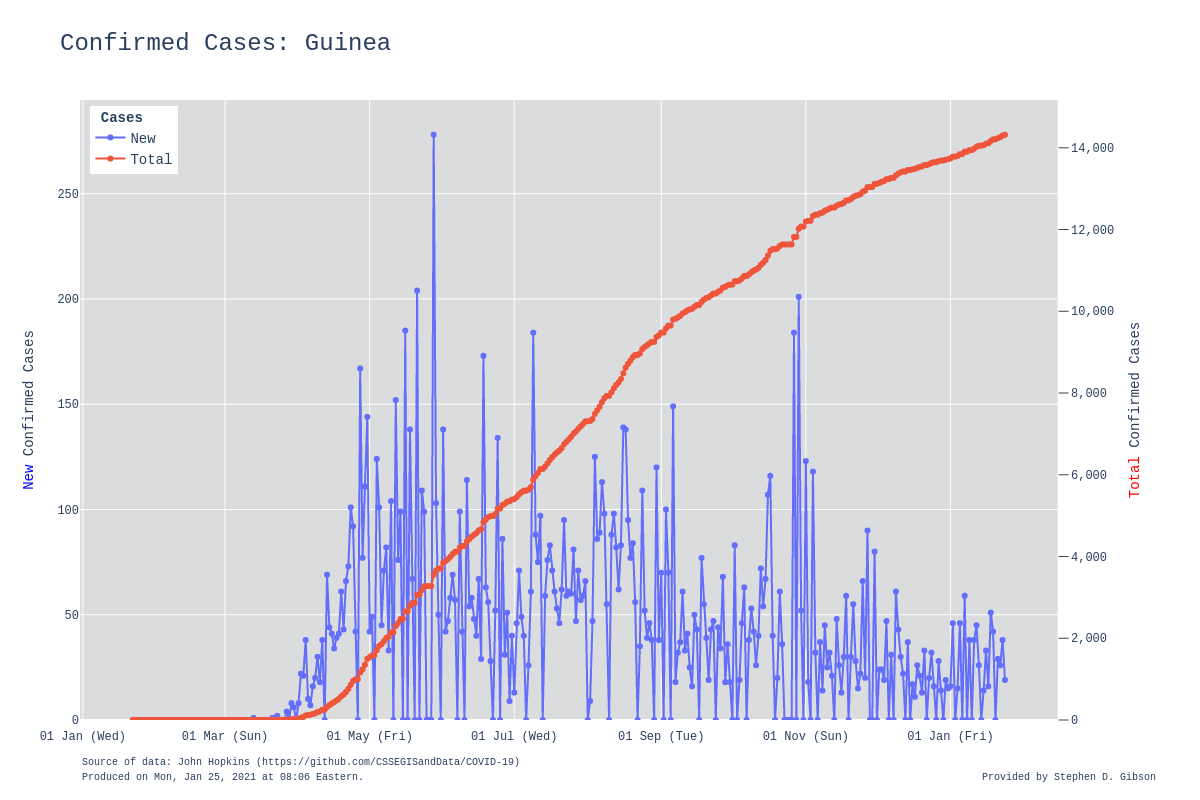 Confirmed Cases: Guinea
Cases
New
Total
250
200
150
100
50
0
14,000
12,000
10,000
8,000
6,000
4,000
2,000
0
New Confirmed Cases
Total Confirmed Cases
01 Jan (Wed)
01 Mar (Sun)
01 May (Fri)
01 Jul (Wed)
01 Sep (Tue)
01 Nov (Sun)
01 Jan (Fri)
Source of data: John Hopkins (https://github.com/CSSEGISandData/COVID-19)
Produced on Mon, Jan 25, 2021 at 08:06 Eastern.
Provided by Stephen D. Gibson